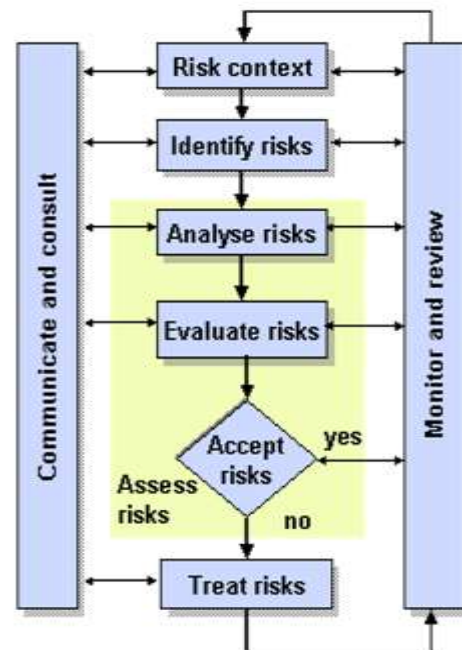 Risk context
Identify risks
Analyse risks
Evaluate risks
Accept
risks
yes
Assess
risks
no
Treat risks
Communicate and consult
Monitor and review